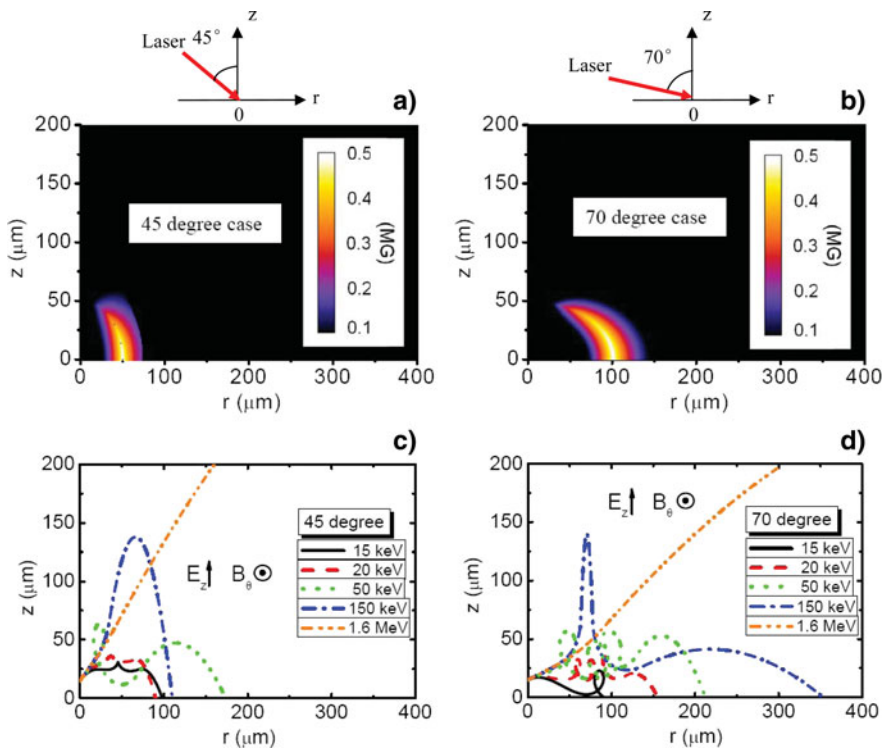 z
Laser 45°
r
0
a)
z
Laser 70°
r
0
b)
200
150
100
50
0
z (μm)
45 degree case
0.5
0.4
0.3
0.2
0.1
(MG)
0 100 200 300 400
r (μm)
200
150
100
50
0
z (μm)
70 degree case
0.5
0.4
0.3
0.2
0.1
(MG)
0 100 200 300 400
r (μm)
c)
200
150
100
50
0
z (μm)
E_z B_θ
45 degree
15 keV
20 keV
50 keV
150 keV
1.6 MeV
0 100 200 300 400
r (μm)
d)
200
150
100
50
0
z (μm)
E_z B_θ
70 degree
15 keV
20 keV
50 keV
150 keV
1.6 MeV
0 100 200 300 400
r (μm)